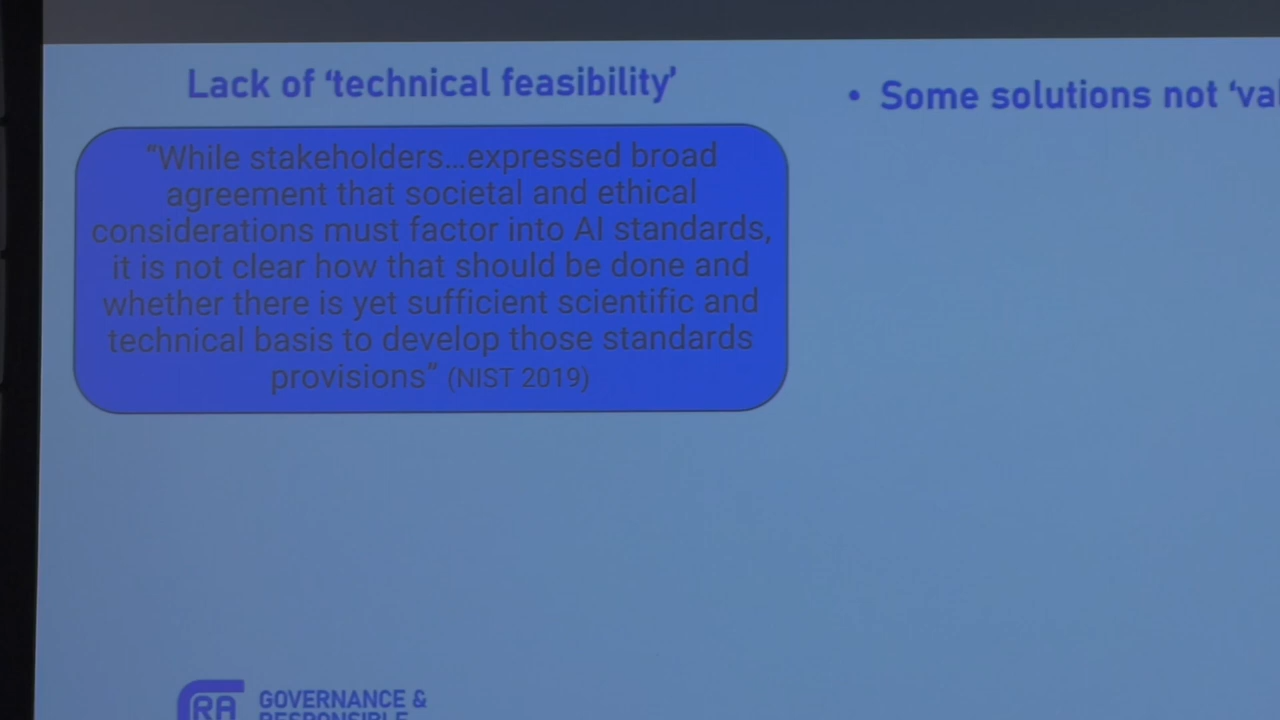 Lack of ‘technical feasibility’
“While stakeholders...expressed broad
agreement that societal and ethical
considerations must factor into AI standards,
it is not clear how that should be done and
whether there is yet sufficient scientific and
technical basis to develop those standards
provisions” (NIST 2019)
• Some solutions not
RA
GOVERNANCE &
RESPONSIBLE